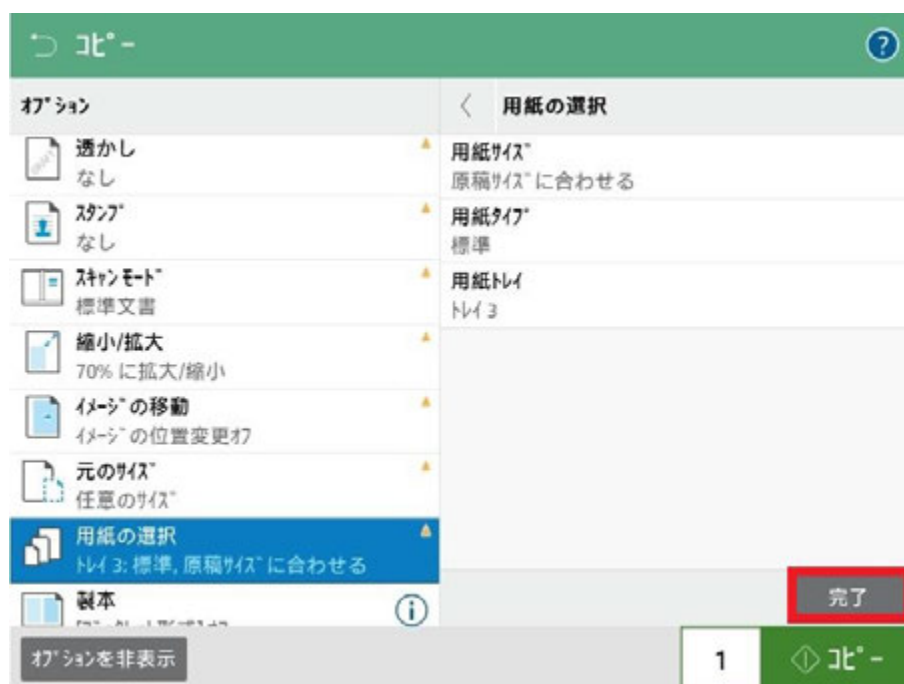 コピー
オプション
透かし
なし
スタンプ
なし
スキャン モード
標準文書
縮小/拡大
70% に拡大/縮小
イメージの移動
イメージの位置変更オフ
元のサイズ
任意のサイズ
用紙の選択
トレイ 3: 標準, 原稿サイズに合わせる
製本
オプションを非表示
用紙の選択
用紙サイズ
原稿サイズに合わせる
用紙タイプ
標準
用紙トレイ
トレイ 3
完了
1
コピー